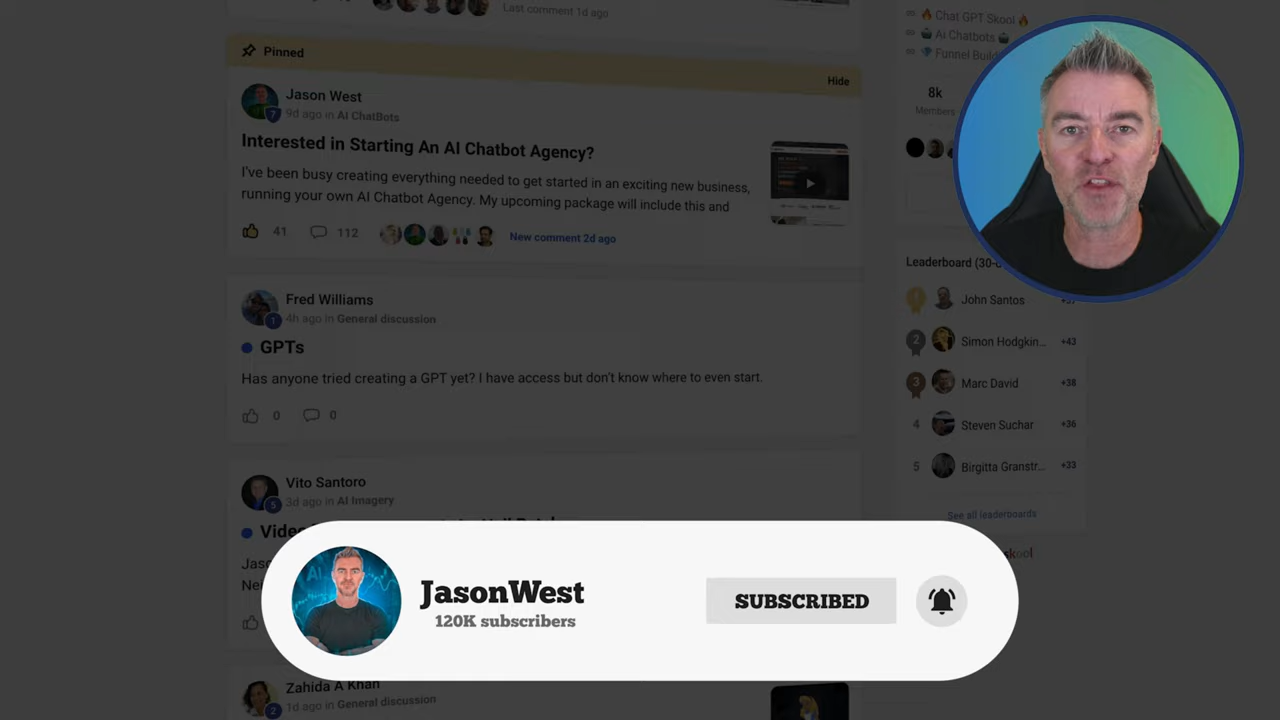 Last comment 1d ago
Pinned
Hide
Jason West
7
9d ago in AI ChatBots
Interested in Starting An AI Chatbot Agency?
I've been busy creating everything needed to get started in an exciting new business,
running your own AI Chatbot Agency. My upcoming package will include this and
41 112 New comment 2d ago
Fred Williams
1
4h ago in General discussion
GPTs
Has anyone tried creating a GPT yet? I have access but don't know where to even start.
0 0
Vito Santoro
5
3d ago in AI Imagery
Zahida A Khan
2
1d ago in General discussion
Chat GPT Skool
Ai Chatbots
Funnel
8k
Members
Leaderboard
1 John Santos
2 Simon Hodgkin... +43
3 Marc David +38
4 Steven Suchar +36
5 Birgitta Granstr... +33
See all leaderboards
skool
JasonWest
120K subscribers
SUBSCRIBED